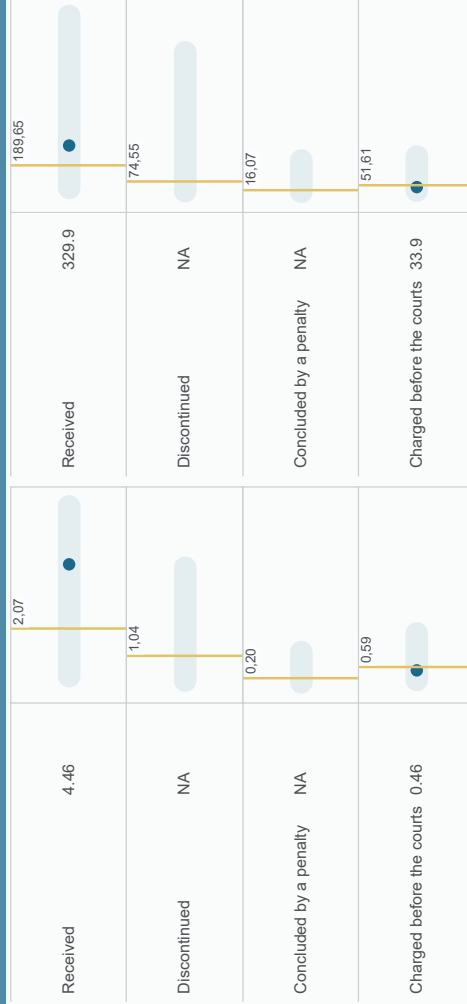 Received 4.46
2,07
Discontinued NA
1,04
Concluded by a penalty NA
0,20
Charged before the courts 0.46
0,59
Received 329.9
189,65
Discontinued NA
74,55
Concluded by a penalty NA
16,07
Charged before the courts 33.9
51,61